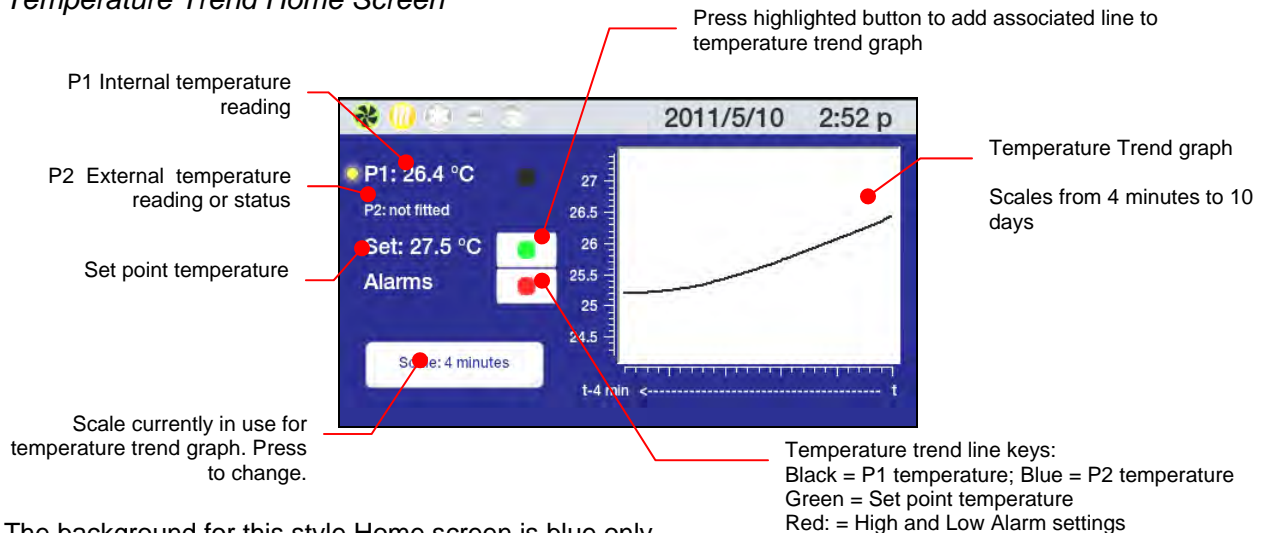 Temperature Trend Home Screen
Press highlighted button to add associated line to
temperature trend graph
P1 Internal temperature
reading
P2 External temperature
reading or status
Set point temperature
Scale currently in use for
temperature trend graph. Press
to change.
2011/5/10 2:52 p
P1: 26.4 °C
P2: not fitted
Set: 27.5 °C
Alarms
Scale: 4 minutes
27
26.5
26
25.5
25
24.5
t-4 min <------------------------------------------- t
Temperature Trend graph
Scales from 4 minutes to 10
days
Temperature trend line keys:
Black = P1 temperature; Blue = P2 temperature
Green = Set point temperature
Red: = High and Low Alarm settings
The background for this style Home screen is blue only